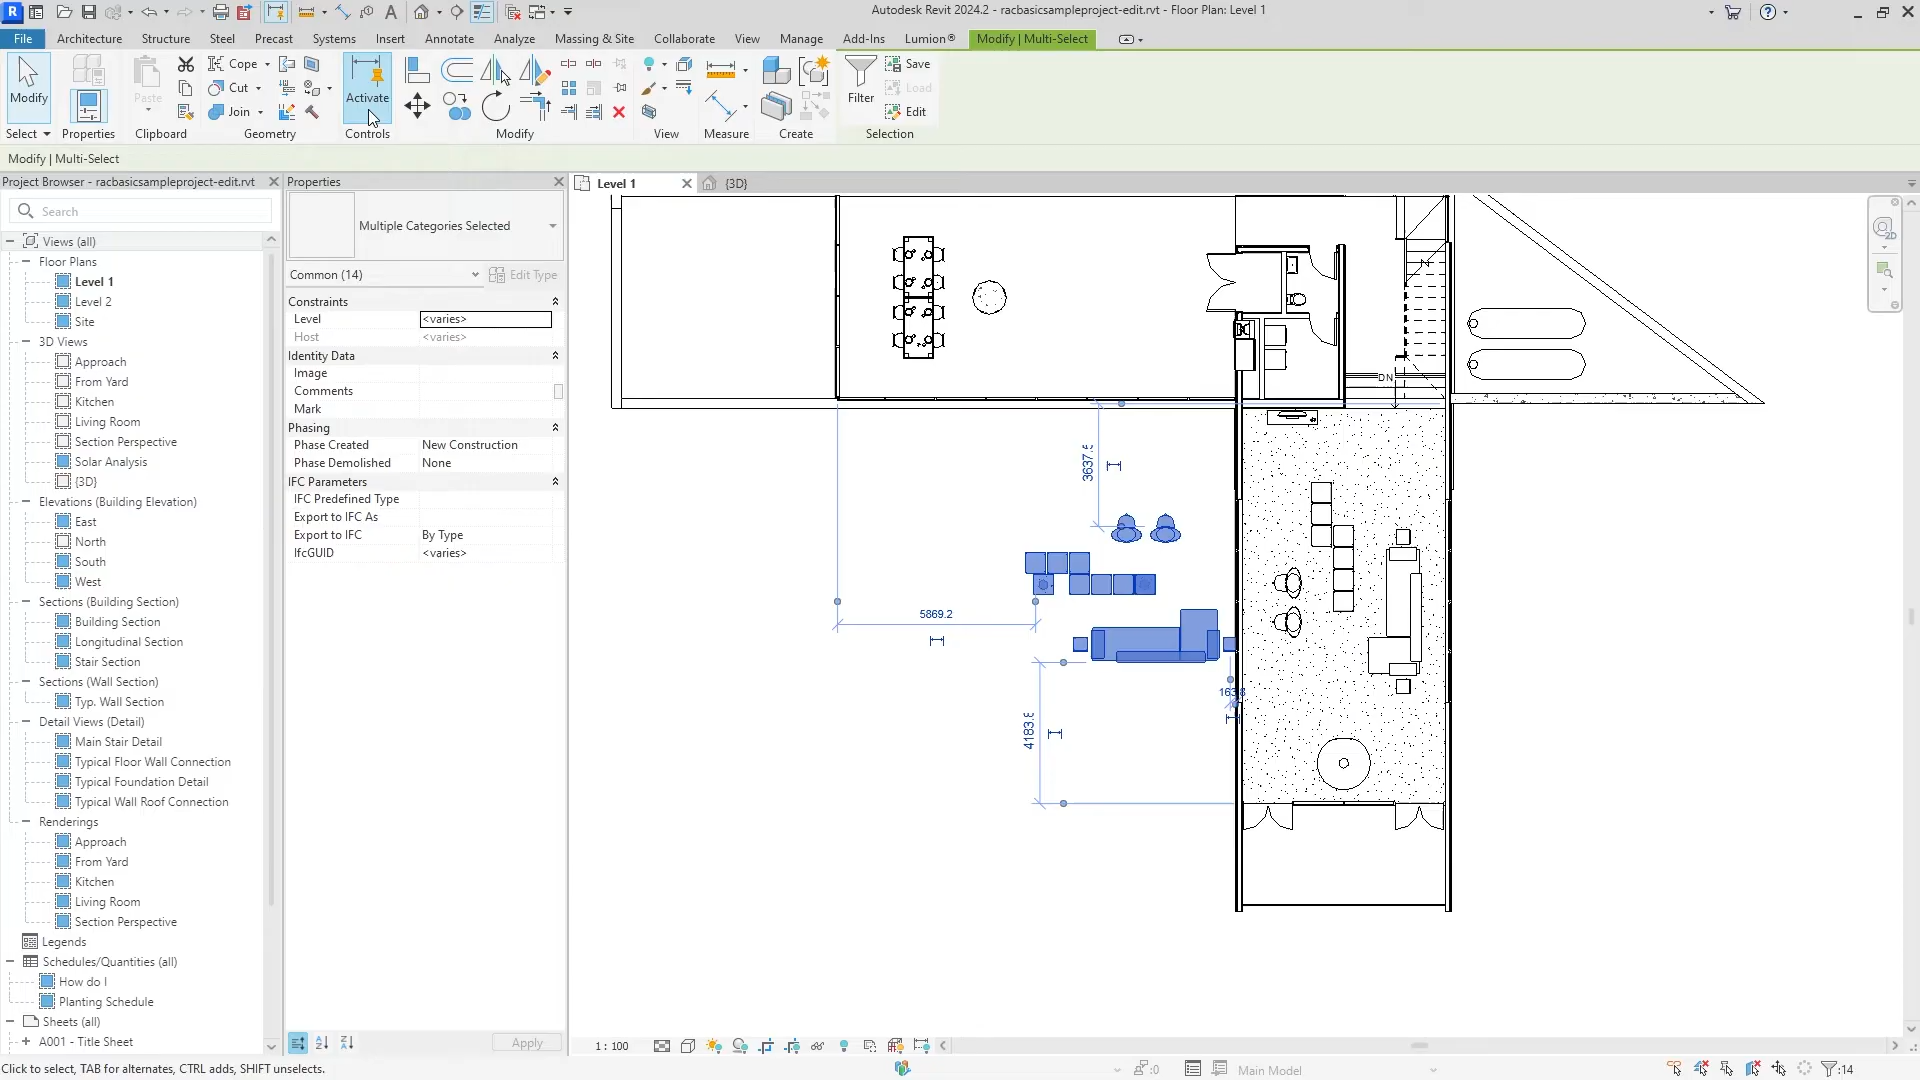 Autodesk Revit 2024.2 - racbasicsampleproject-edit.rvt - Floor Plan: Level 1
File Architecture Structure Steel Precast Systems Insert Annotate Analyze Massing & Site Collaborate View Manage Add-Ins Lumion® Modify | Multi-Select
Modify
Paste
Cope
Cut
Join
Activate
Filter
Save
Load
Edit
Select Properties Clipboard Geometry Controls Modify View Measure Create Selection
Modify | Multi-Select
Project Browser - racbasicsampleproject-edit.rvt
Search
Views (all)
Floor Plans
Level 1
Level 2
Site
3D Views
Approach
From Yard
Kitchen
Living Room
Section Perspective
Solar Analysis
{3D}
Elevations (Building Elevation)
East
North
South
West
Sections (Building Section)
Building Section
Longitudinal Section
Stair Section
Sections (Wall Section)
Typ. Wall Section
Detail Views (Detail)
Main Stair Detail
Typical Floor Wall Connection
Typical Foundation Detail
Typical Wall Roof Connection
Renderings
Approach
From Yard
Kitchen
Living Room
Section Perspective
Legends
Schedules/Quantities (all)
How do I
Planting Schedule
Sheets (all)
A001 - Title Sheet
Properties
Multiple Categories Selected
Common (14) Edit Type
Constraints
Level <varies>
Host <varies>
Identity Data
Image
Comments
Mark
Phasing
Phase Created New Construction
Phase Demolished None
IFC Parameters
IFC Predefined Type
Export to IFC As
Export to IFC By Type
IfcGUID <varies>
Apply
Level 1
{3D}
2D
DN
5869.2
1 : 100
Click to select, TAB for alternates, CTRL adds, SHIFT unselects.
:0
Main Model
:14